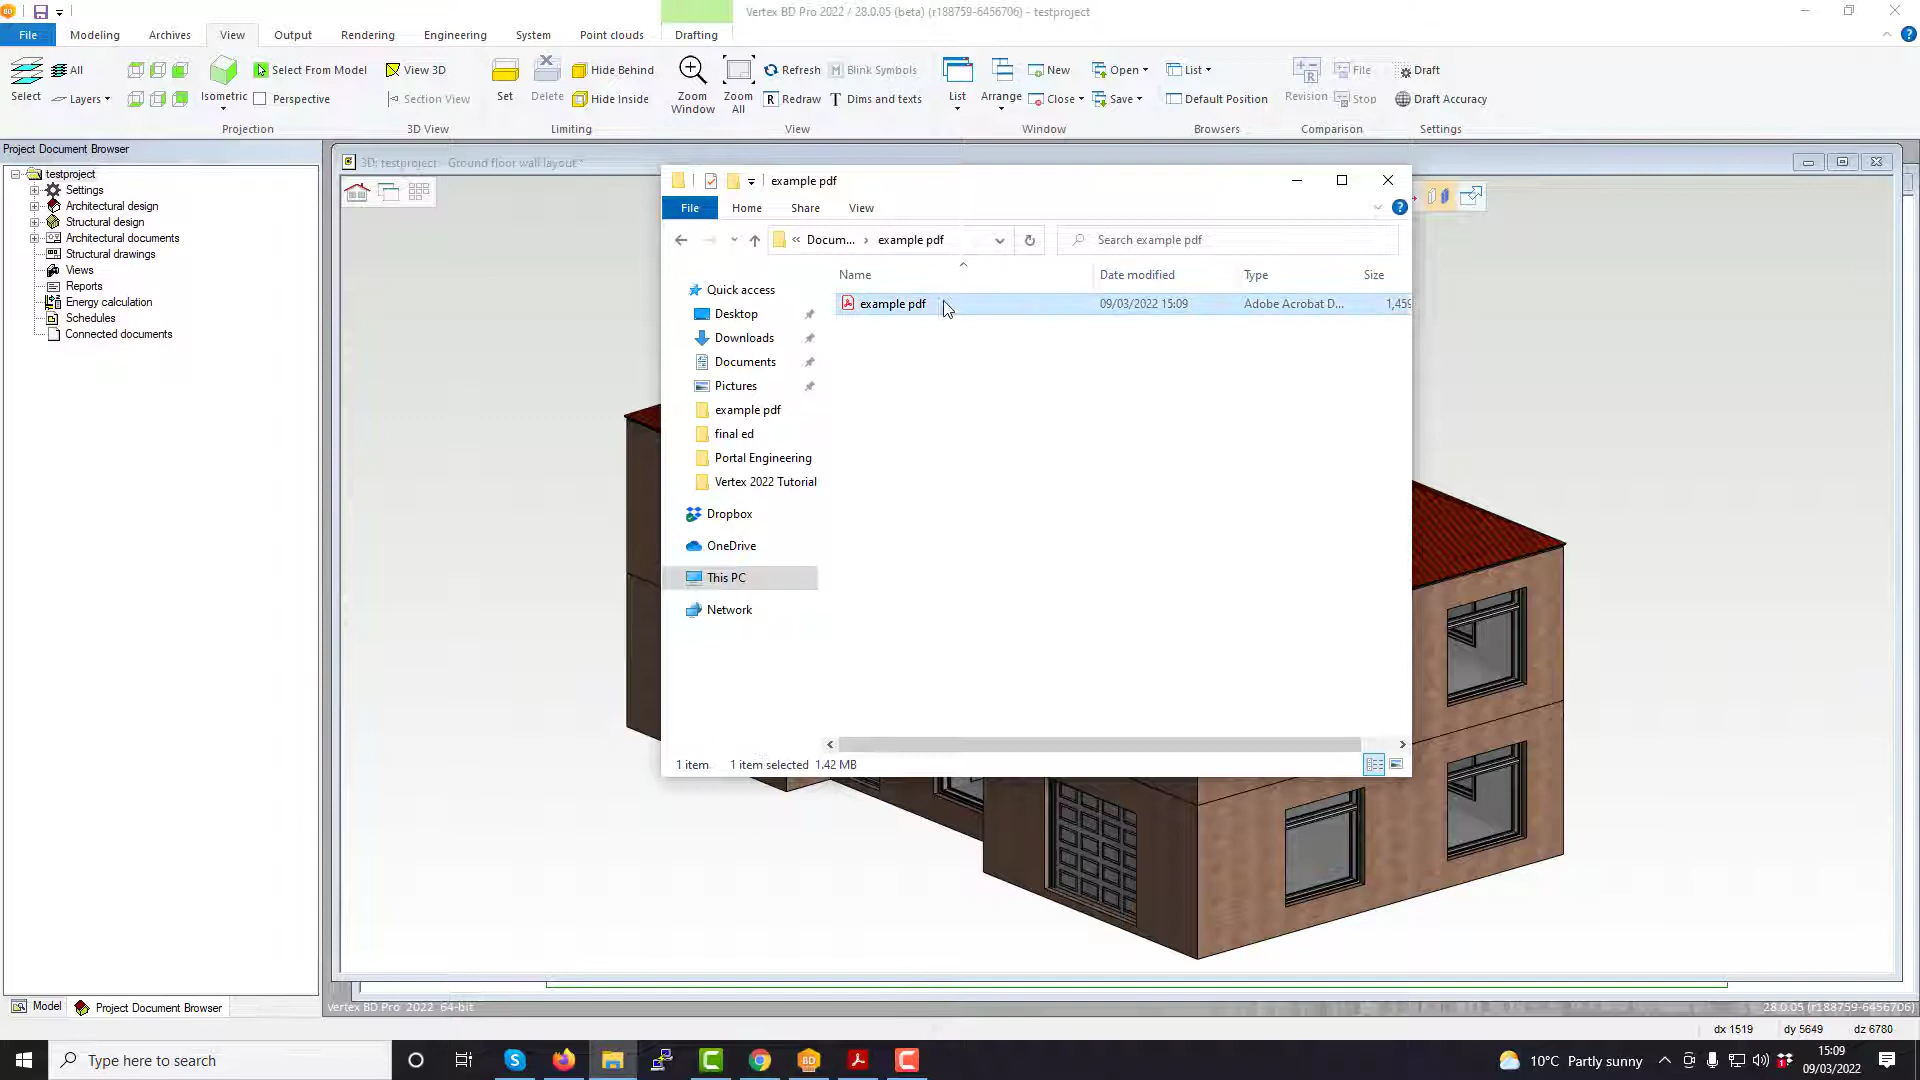 Vertex BD Pro 2022 / 28.0.05 (beta) (r188759-6456706) - testproject
File Modeling Archives View Output Rendering Engineering System Point clouds Drafting
All Select From Model View 3D Hide Behind Refresh Blink Symbols New Open List File Draft
Select Layers Isometric Perspective Section View Set Delete Hide Inside Zoom Window Zoom All Redraw Dims and texts List Arrange Close Save Default Position Revision Stop Draft Accuracy
Projection 3D View Limiting View Window Browsers Comparison Settings
Project Document Browser
testproject
Settings
Architectural design
Structural design
Architectural documents
Structural drawings
Views
Reports
Energy calculation
Schedules
Connected documents
3D: testproject - Ground floor wall layout *
example pdf
File Home Share View
« Docum... › example pdf
Search example pdf
Name Date modified Type Size
example pdf 09/03/2022 15:09 Adobe Acrobat D... 1,459
Quick access
Desktop
Downloads
Documents
Pictures
example pdf
final ed
Portal Engineering
Vertex 2022 Tutorial
Dropbox
OneDrive
This PC
Network
1 item 1 item selected 1.42 MB
Model Project Document Browser
Vertex BD Pro 2022 64-bit
28.0.05 (r188759-6456706)
dx 1519 dy 5649 dz 6780
Type here to search
10°C Partly sunny
15:09
09/03/2022